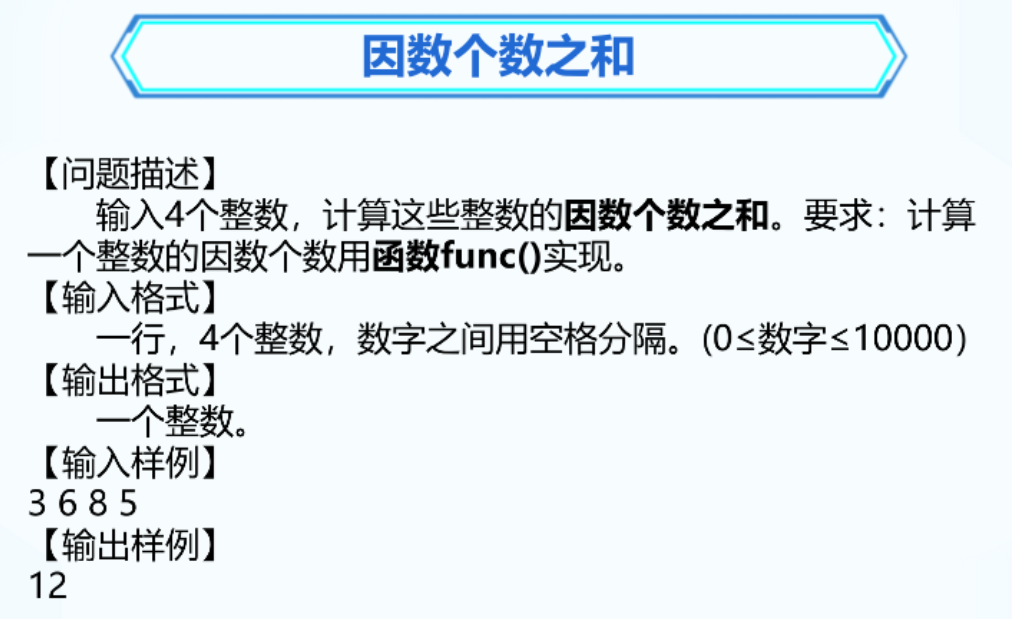 因数个数之和
【问题描述】
输入4个整数，计算这些整数的因数个数之和。要求：计算
一个整数的因数个数用函数func()实现。
【输入格式】
一行，4个整数，数字之间用空格分隔。(0≤数字≤10000）
【输出格式】
一个整数。
【输入样例】
3 6 8 5
【输出样例】
12